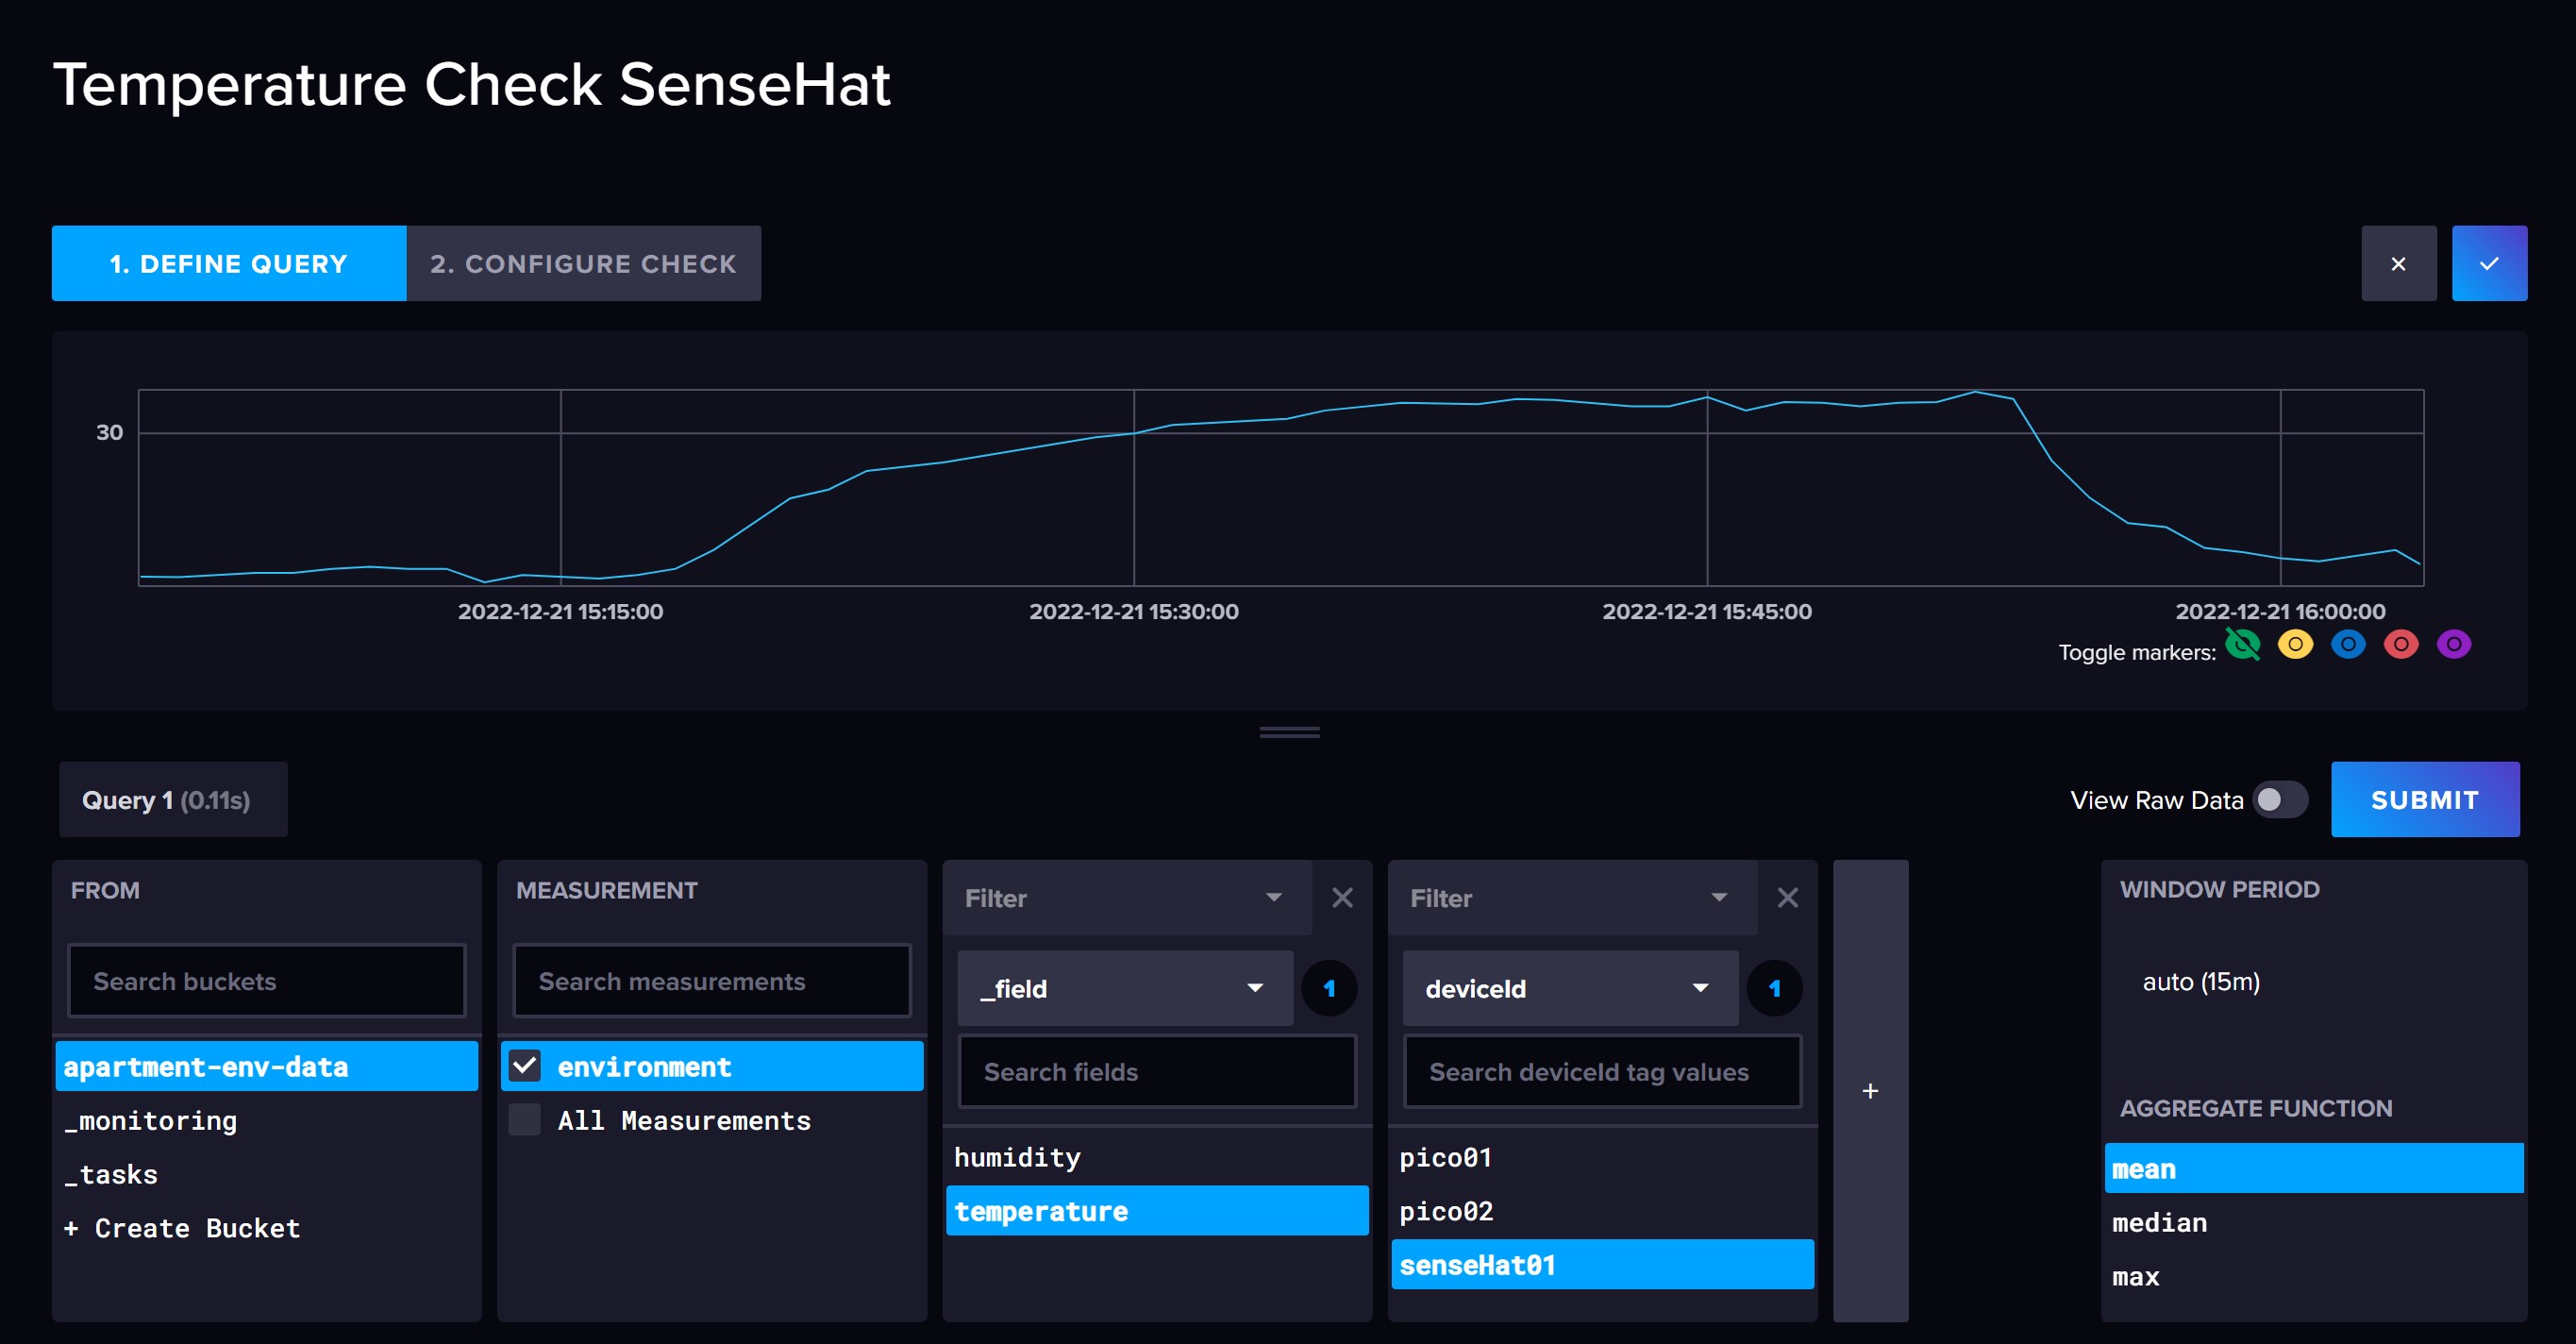 Temperature Check SenseHat
1. DEFINE QUERY
2. CONFIGURE CHECK
30
2022-12-21 15:15:00
2022-12-21 15:30:00
2022-12-21 15:45:00
2022-12-21 16:00:00
Toggle markers:
Query 1 (0.11s)
View Raw Data
SUBMIT
FROM
Search buckets
apartment-env-data
_monitoring
_tasks
+ Create Bucket
MEASUREMENT
Search measurements
environment
All Measurements
Filter
_field
1
Search fields
humidity
temperature
Filter
deviceId
1
Search deviceId tag values
pico01
pico02
senseHat01
+
WINDOW PERIOD
auto (15m)
AGGREGATE FUNCTION
mean
median
max